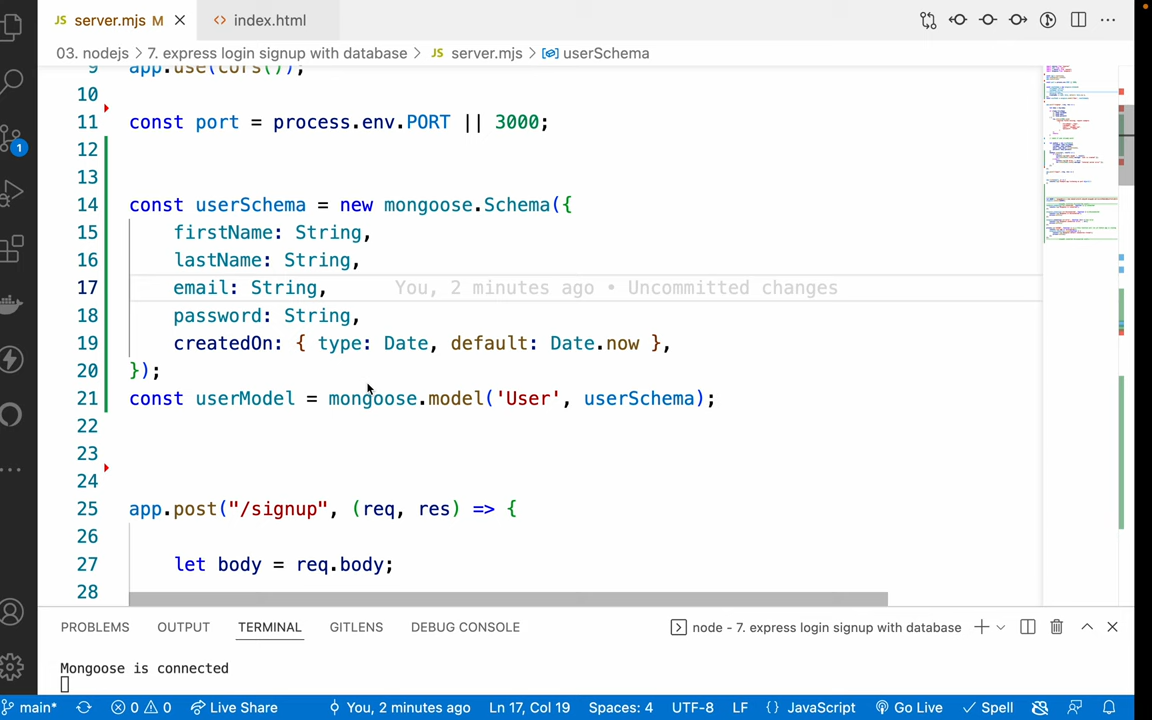 JS server.mjs M
<> index.html
03. nodejs > 7. express login signup with database > JS server.mjs > userSchema
9 app.use(cors());
10
11 const port = process.env.PORT || 3000;
12
13
14 const userSchema = new mongoose.Schema({
15 firstName: String,
16 lastName: String,
17 email: String, You, 2 minutes ago • Uncommitted changes
18 password: String,
19 createdOn: { type: Date, default: Date.now },
20 });
21 const userModel = mongoose.model('User', userSchema);
22
23
24
25 app.post("/signup", (req, res) => {
26
27 let body = req.body;
28
1
PROBLEMS OUTPUT TERMINAL GITLENS DEBUG CONSOLE node - 7. express login signup with database
Mongoose is connected
main* 0 0 Live Share You, 2 minutes ago Ln 17, Col 19 Spaces: 4 UTF-8 LF {} JavaScript Go Live Spell